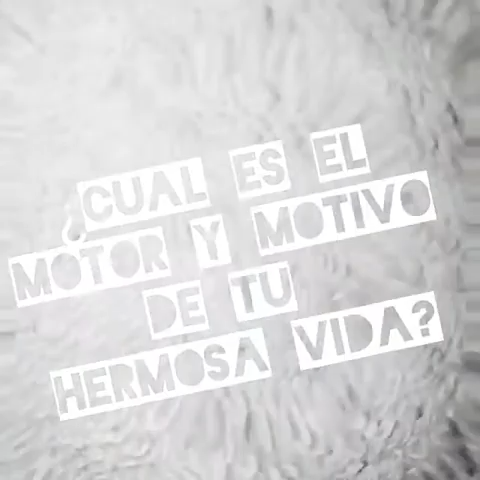 ¿CUAL ES EL
MOTOR Y MOTIVO
DE TU
HERMOSA VIDA?